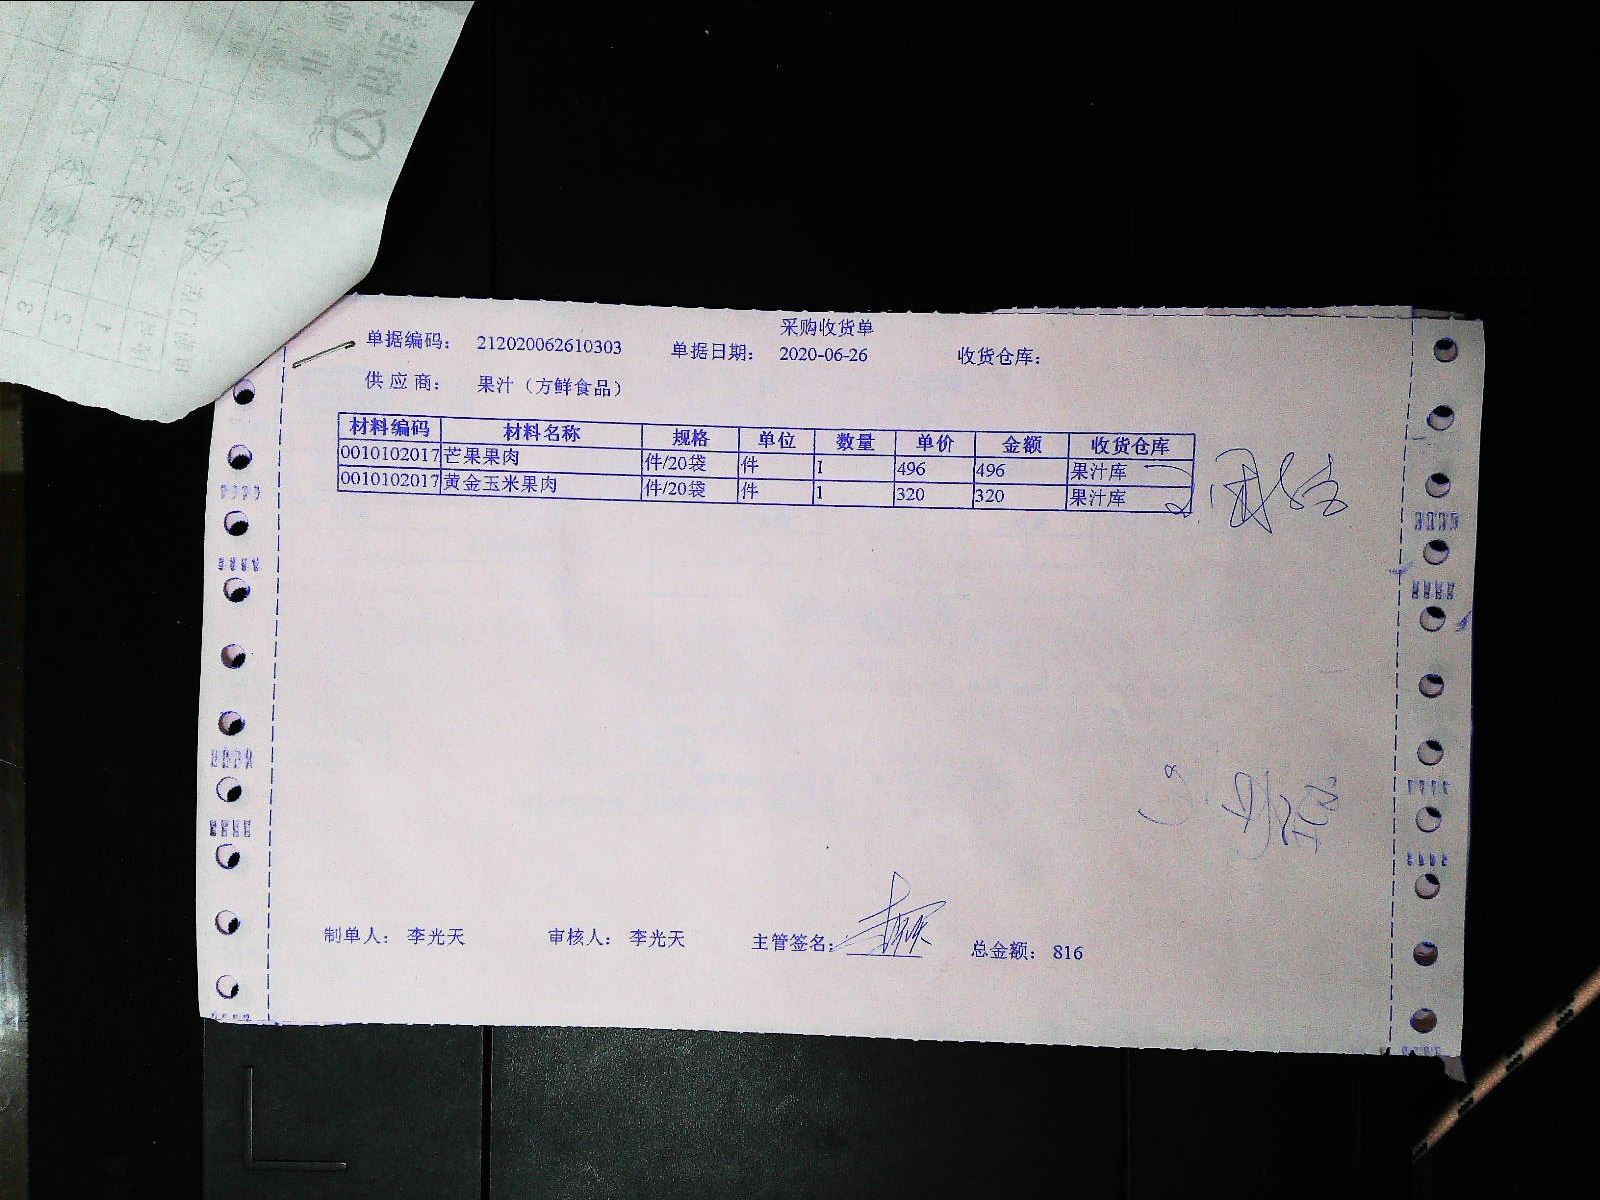 采购收货单
单据编码： 212020062610303 单据日期： 2020-06-26 收货仓库：
供应商： 果汁（方鲜食品）
材料编码 材料名称 规格 单位 数量 单价 金额 收货仓库
0010102017 芒果果肉 件/20袋 件 1 496 496 果汁库
0010102017 黄金玉米果肉 件/20袋 件 1 320 320 果汁库
制单人： 李光天 审核人： 李光天 主管签名： 总金额： 816